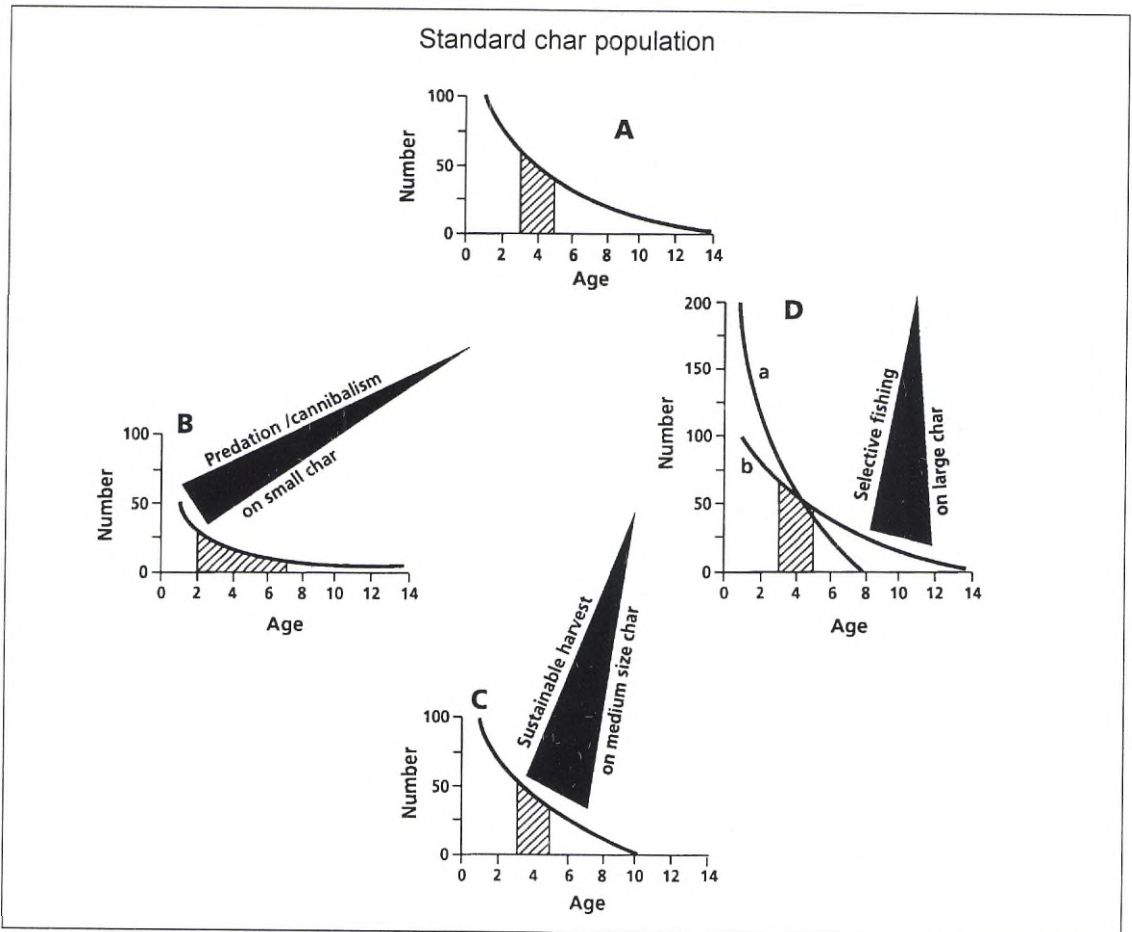 Standard char population
A
Number
100
50
0
0 2 4 6 8 10 12 14
Age
B
Predation /cannibalism
on small char
Number
100
50
0
0 2 4 6 8 10 12 14
Age
D
a
b
Selective fishing
on large char
Number
200
150
100
50
0
0 2 4 6 8 10 12 14
Age
C
Sustainable harvest
on medium size char
Number
100
50
0
0 2 4 6 8 10 12 14
Age